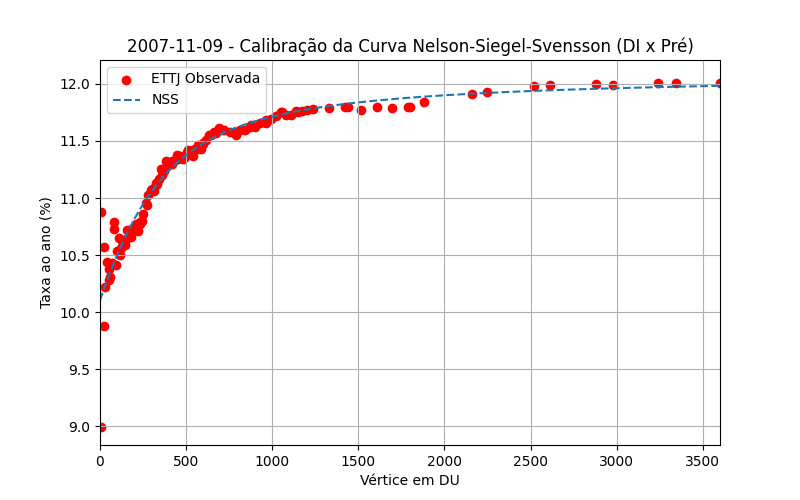 2007-11-09 - Calibração da Curva Nelson-Siegel-Svensson (DI x Pré)
ETTJ Observada
NSS
Taxa ao ano (%)
12.0
11.5
11.0
10.5
10.0
9.5
9.0
0 500 1000 1500 2000 2500 3000 3500
Vértice em DU